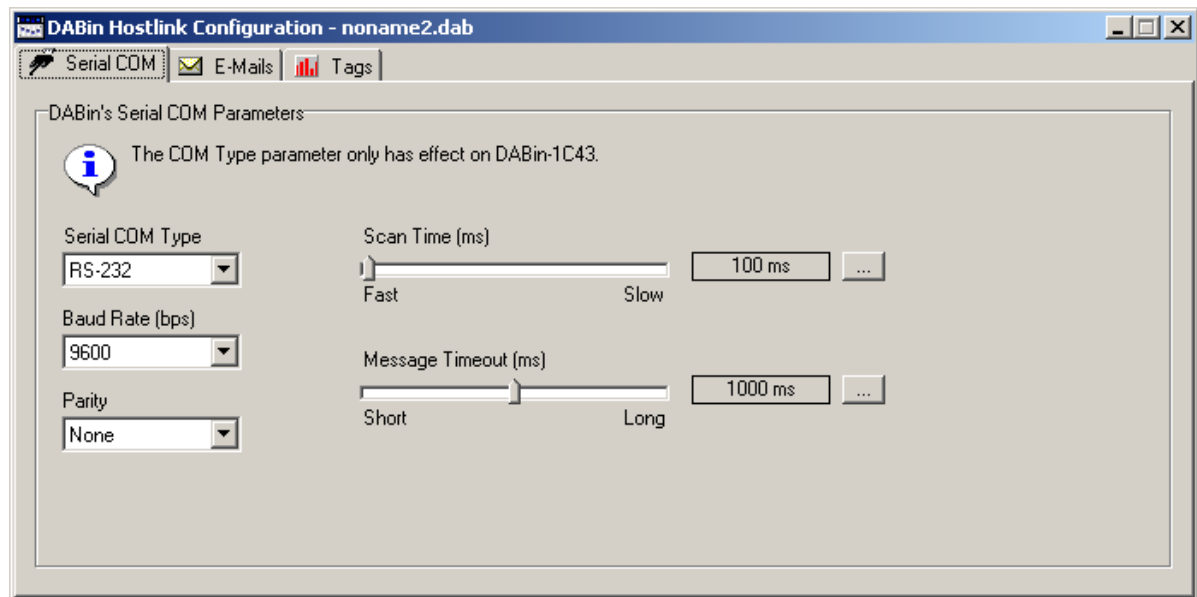 DABin Hostlink Configuration - noname2.dab
Serial COM E-Mails Tags
DABin's Serial COM Parameters
The COM Type parameter only has effect on DABin-1C43.
Serial COM Type
RS-232
Baud Rate (bps)
9600
Parity
None
Scan Time (ms)
100 ms ...
Fast Slow
Message Timeout (ms)
1000 ms ...
Short Long